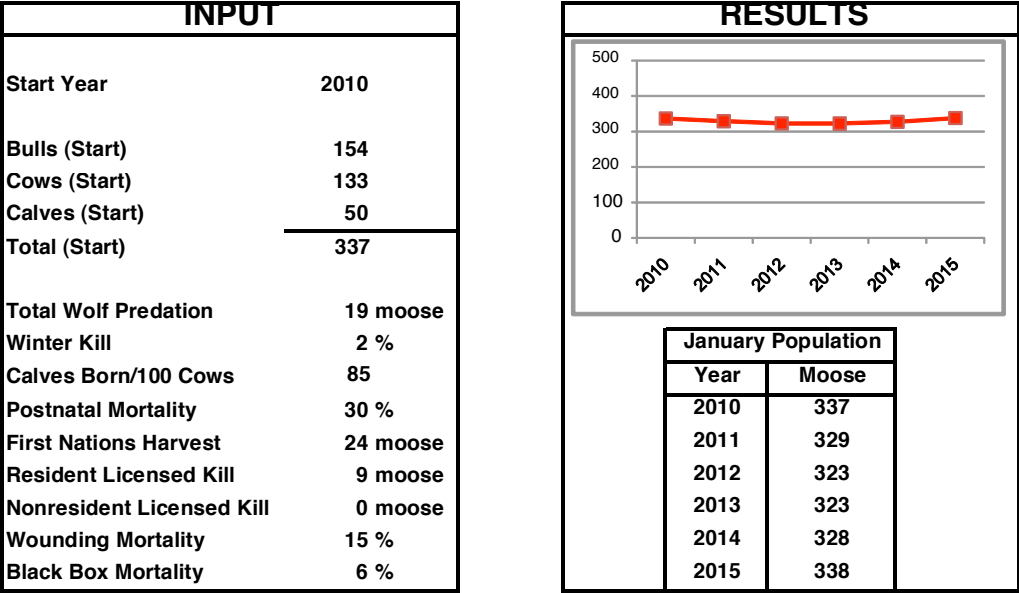 INPUT
Start Year 2010
Bulls (Start) 154
Cows (Start) 133
Calves (Start) 50
Total (Start) 337
Total Wolf Predation 19 moose
Winter Kill 2 %
Calves Born/100 Cows 85
Postnatal Mortality 30 %
First Nations Harvest 24 moose
Resident Licensed Kill 9 moose
Nonresident Licensed Kill 0 moose
Wounding Mortality 15 %
Black Box Mortality 6 %
RESULTS
500
400
300
200
100
0
2010 2011 2012 2013 2014 2015
January Population
Year Moose
2010 337
2011 329
2012 323
2013 323
2014 328
2015 338